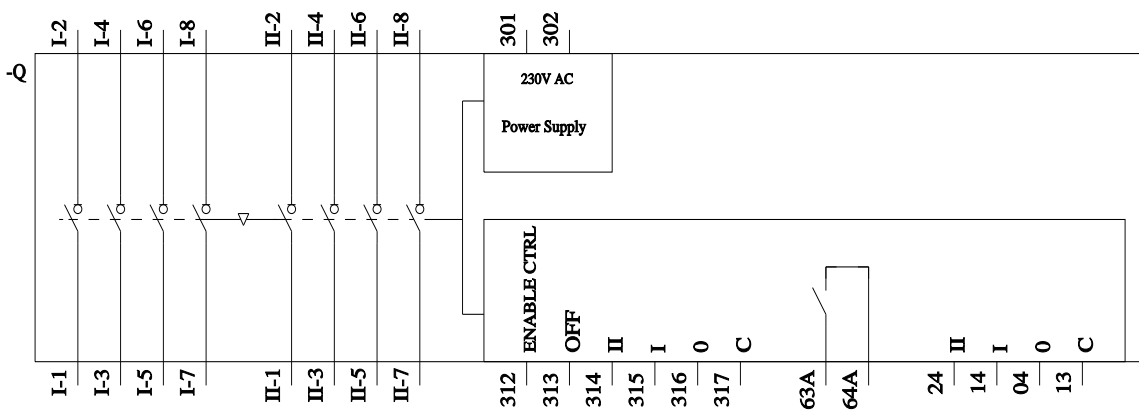 I-2 I-4 I-6 I-8 II-2 II-4 II-6 II-8 301 302
-Q
230V AC
Power Supply
ENABLE CTRL OFF II I 0 C II I 0 C
I-1 I-3 I-5 I-7 II-1 II-3 II-5 II-7 312 313 314 315 316 317 63A 64A 24 14 04 13